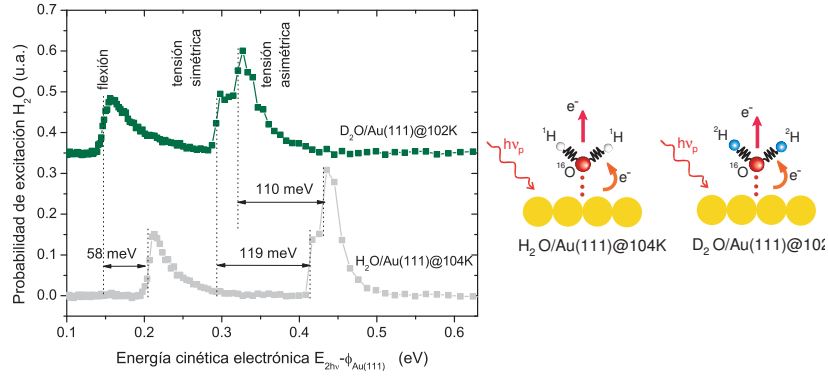 Probabilidad de excitación H2O (u.a.)
0.7
0.6
0.5
0.4
0.3
0.2
0.1
0.0
flexión
tensión
simétrica
tensión
asimétrica
D2O/Au(111)@102K
110 meV
58 meV
119 meV
H2O/Au(111)@104K
0.1
0.2
0.3
0.4
0.5
0.6
Energía cinética electrónica E2hν-ϕAu(111) (eV)
hνp
e-
1H
1H
16O
e-
H2O/Au(111)@104K
hνp
e-
2H
2H
16O
e-
D2O/Au(111)@102